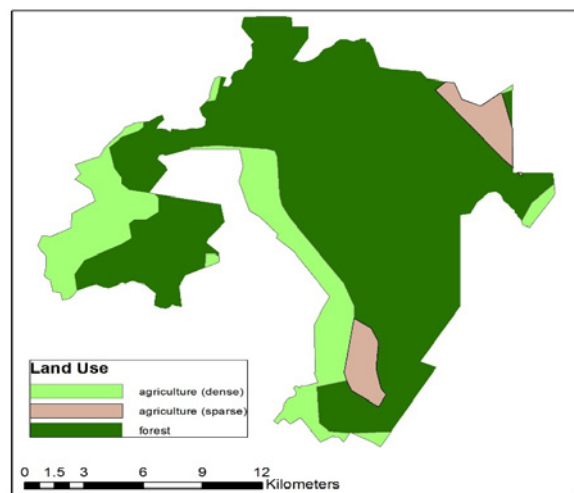 Land Use
agriculture (dense)
agriculture (sparse)
forest
0 1.5 3 6 9 12
Kilometers